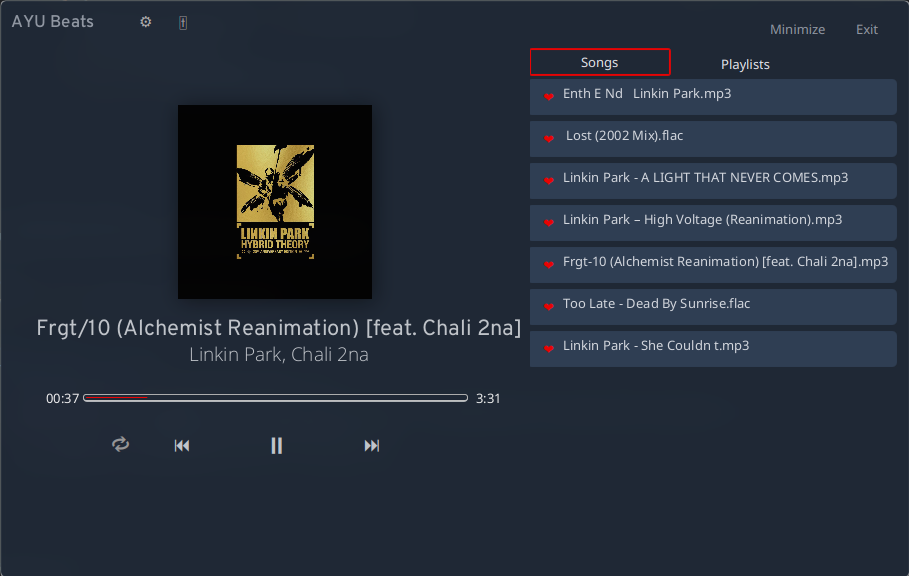 AYU Beats
Minimize Exit
Songs Playlists
Enth E Nd Linkin Park.mp3
Lost (2002 Mix).flac
Linkin Park - A LIGHT THAT NEVER COMES.mp3
Linkin Park – High Voltage (Reanimation).mp3
Frgt-10 (Alchemist Reanimation) [feat. Chali 2na].mp3
Too Late - Dead By Sunrise.flac
Linkin Park - She Couldn t.mp3
LINKIN PARK
HYBRID THEORY
Frgt/10 (Alchemist Reanimation) [feat. Chali 2na]
Linkin Park, Chali 2na
00:37 3:31